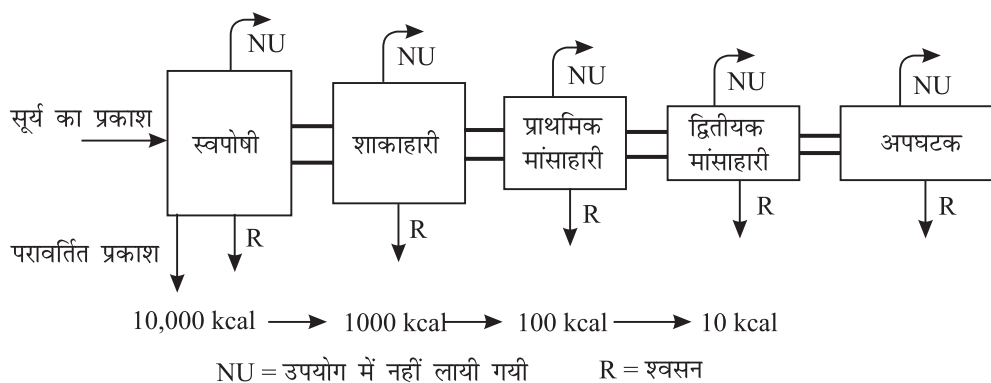 NU NU NU NU NU
सूर्य का प्रकाश
स्वपोषी
शाकाहारी
प्राथमिक
मांसाहारी
द्वितीयक
मांसाहारी
अपघटक
परावर्तित प्रकाश
R R R R R
10,000 kcal 1000 kcal 100 kcal 10 kcal
NU = उपयोग में नहीं लायी गयी R = श्वसन